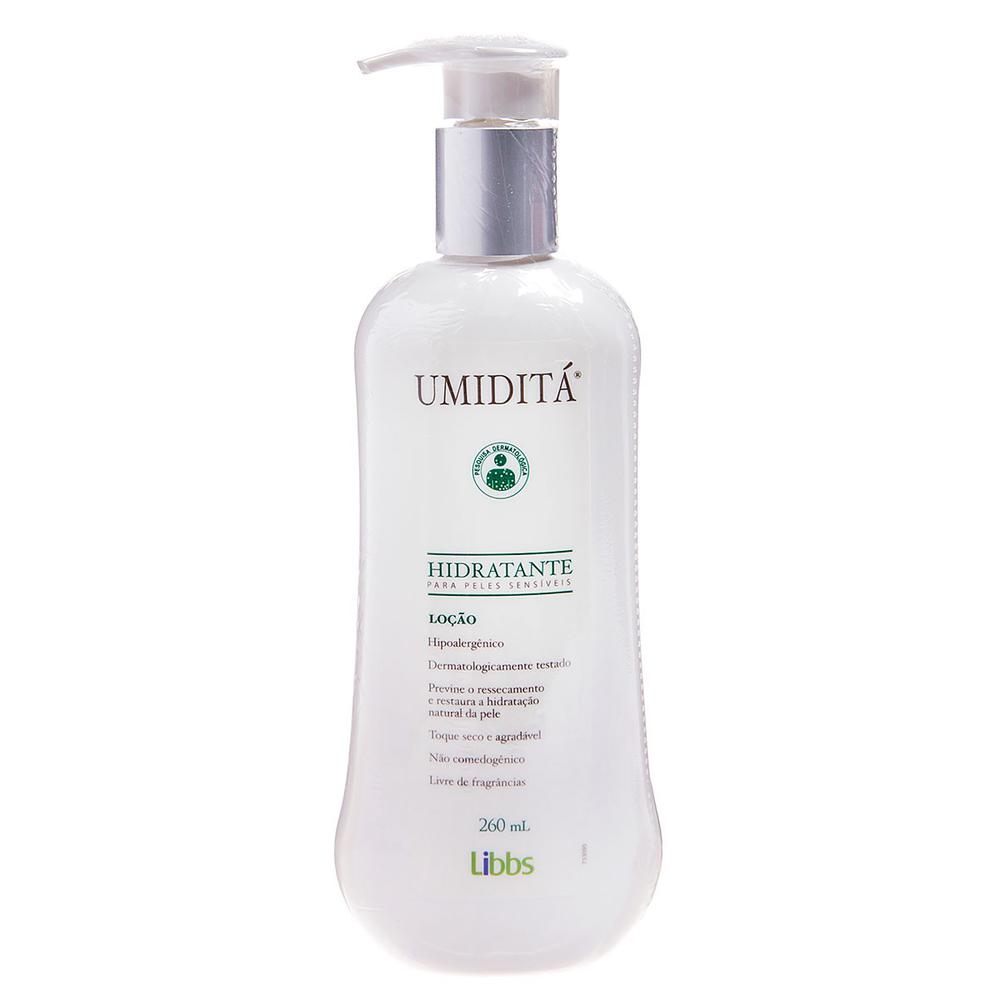 UMIDITÁ®
PESQUISA DERMATOLÓGICA
HIDRATANTE
PARA PELES SENSÍVEIS
LOÇÃO
Hipoalergênico
Dermatologicamente testado
Previne o ressecamento
e restaura a hidratação
natural da pele
Toque seco e agradável
Não comedogênico
Livre de fragrâncias
260 mL
Libbs